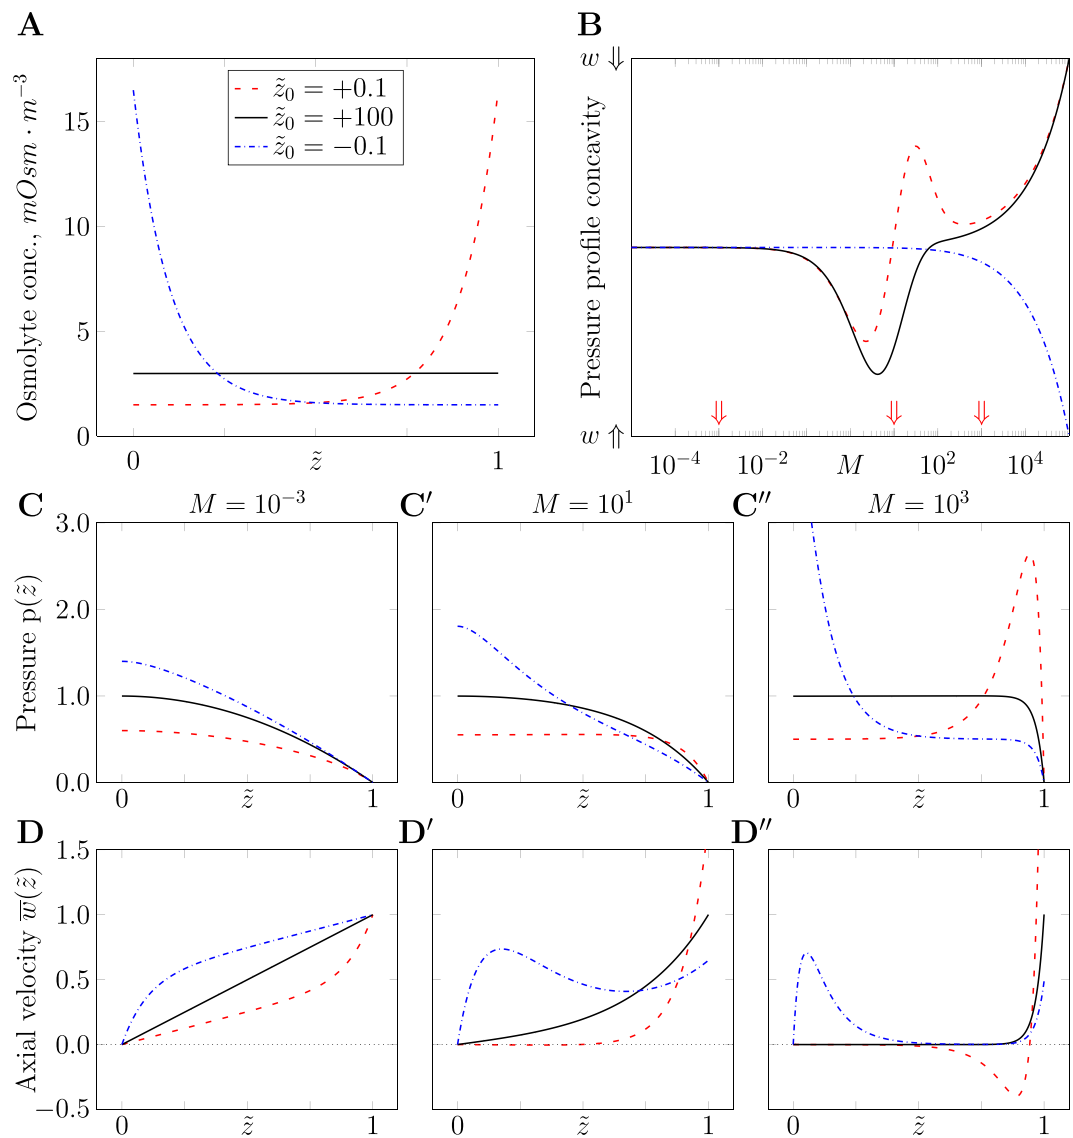 A
B
Osmolyte conc., mOsm · m⁻³
15
10
5
0
0
z̃
1
z̃₀ = +0.1
z̃₀ = +100
z̃₀ = −0.1
Pressure profile concavity
w ⇓
w ⇑
10⁻⁴
10⁻²
M
10²
10⁴
C
M = 10⁻³
C′
M = 10¹
C″
M = 10³
Pressure p(z̃)
3.0
2.0
1.0
0.0
0
z̃
1
0
z̃
1
0
z̃
1
D
D′
D″
Axial velocity w̅(z̃)
1.5
1.0
0.5
0.0
−0.5
0
z̃
1
0
z̃
1
0
z̃
1